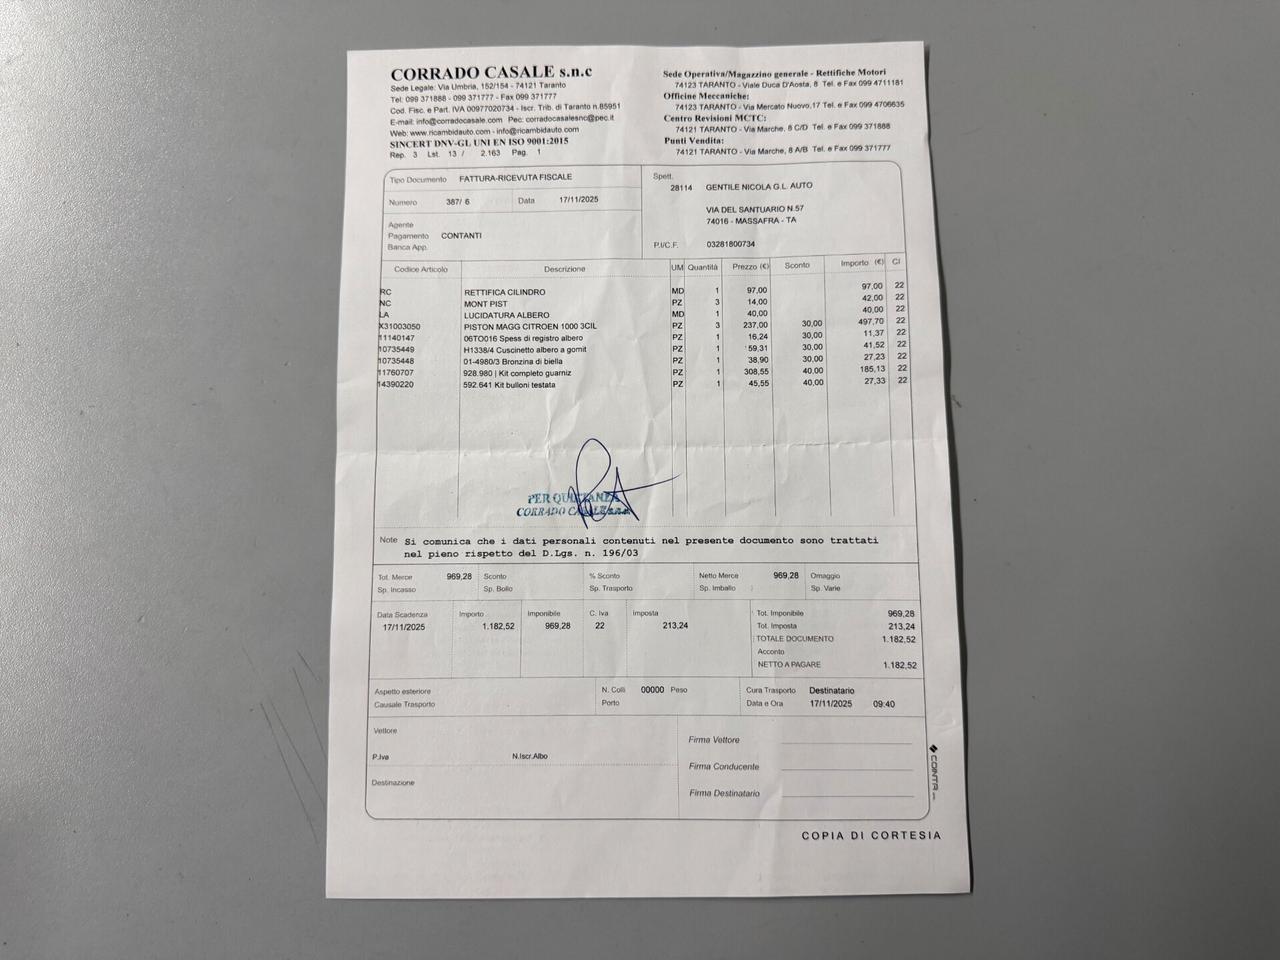 CORRADO CASALE s.n.c
Sede Legale: Via Umbria, 152/154 - 74121 Taranto
Tel: 099 371888 - 099 371777 - Fax 099 371777
Cod. Fisc. e Part. IVA 00977020734 - Iscr. Trib. di Taranto n.85951
E-mail: info@corradocasale.com Pec: corradocasalesnc@pec.it
Web: www.ricambidauto.com - info@ricambidauto.com
SINCERT DNV-GL UNI EN ISO 9001:2015
Rep. 3 Lst. 13 / 2.163 Pag. 1
Sede Operativa/Magazzino generale - Rettifiche Motori
74123 TARANTO - Viale Duca D'Aosta, 8 Tel. e Fax 099 4711181
Officine Meccaniche:
74123 TARANTO - Via Mercato Nuovo,17 Tel. e Fax 099 4706635
Centro Revisioni MCTC:
74121 TARANTO - Via Marche, 8 C/D Tel. e Fax 099 371888
Punti Vendita:
74121 TARANTO - Via Marche, 8 A/B Tel. e Fax 099 371777
Tipo Documento FATTURA-RICEVUTA FISCALE
Numero 387/ 6 Data 17/11/2025
Agente
Pagamento CONTANTI
Banca App.
Spett.
28114 GENTILE NICOLA G.L. AUTO
VIA DEL SANTUARIO N.57
74016 - MASSAFRA - TA
P.I/C.F. 03281800734
Codice Articolo Descrizione UM Quantità Prezzo (€) Sconto Importo (€) CI
RC RETTIFICA CILINDRO MD 1 97,00 97,00 22
NC MONT PIST PZ 3 14,00 42,00 22
LA LUCIDATURA ALBERO MD 1 40,00 40,00 22
X31003050 PISTON MAGG CITROEN 1000 3CIL PZ 3 237,00 30,00 497,70 22
11140147 06TO016 Spess di registro albero PZ 1 16,24 30,00 11,37 22
10735449 H1338/4 Cuscinetto albero a gomit PZ 1 59,31 30,00 41,52 22
10735448 01-4980/3 Bronzina di biella PZ 1 38,90 30,00 27,23 22
11760707 928.980 | Kit completo guarniz PZ 1 308,55 40,00 185,13 22
14390220 592.641 Kit bulloni testata PZ 1 45,55 40,00 27,33 22
PER QUIETANZA
CORRADO CASALE s.n.c.
Note Si comunica che i dati personali contenuti nel presente documento sono trattati
nel pieno rispetto del D.Lgs. n. 196/03
Tot. Merce 969,28 Sconto % Sconto Netto Merce 969,28 Omaggio
Sp. Incasso Sp. Bollo Sp. Trasporto Sp. Imballo Sp. Varie
Data Scadenza Importo Imponibile C. Iva Imposta
17/11/2025 1.182,52 969,28 22 213,24
Tot. Imponibile 969,28
Tot. Imposta 213,24
TOTALE DOCUMENTO 1.182,52
Acconto
NETTO A PAGARE 1.182,52
Aspetto esteriore N. Colli 00000 Peso Cura Trasporto Destinatario
Causale Trasporto Porto Data e Ora 17/11/2025 09:40
Vettore
P.Iva N.Iscr.Albo
Destinazione
Firma Vettore
Firma Conducente
Firma Destinatario
COINTA
COPIA DI CORTESIA